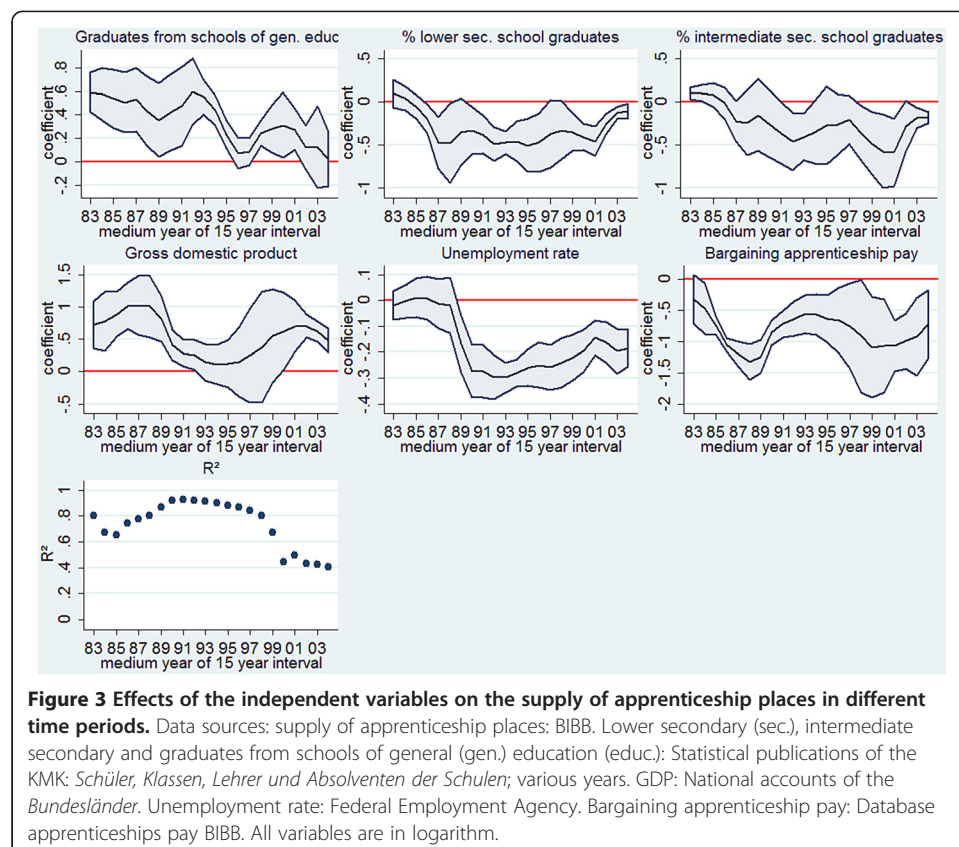 Graduates from schools of gen. educ
% lower sec. school graduates
% intermediate sec. school graduates
coefficient
-.2 0 .2 .4 .6 .8
83 85 87 89 91 93 95 97 99 01 03
medium year of 15 year interval
coefficient
-1 -.5 0 .5
83 85 87 89 91 93 95 97 99 01 03
medium year of 15 year interval
coefficient
-1 -.5 0 .5
83 85 87 89 91 93 95 97 99 01 03
medium year of 15 year interval
Gross domestic product
Unemployment rate
Bargaining apprenticeship pay
coefficient
-.5 0 .5 1 1.5
83 85 87 89 91 93 95 97 99 01 03
medium year of 15 year interval
coefficient
-.4 -.3 -.2 -.1 0 .1
83 85 87 89 91 93 95 97 99 01 03
medium year of 15 year interval
coefficient
-2 -1.5 -1 -.5 0
83 85 87 89 91 93 95 97 99 01 03
medium year of 15 year interval
R²
R²
0 .2 .4 .6 .8 1
83 85 87 89 91 93 95 97 99 01 03
medium year of 15 year interval
Figure 3 Effects of the independent variables on the supply of apprenticeship places in different
time periods. Data sources: supply of apprenticeship places: BIBB. Lower secondary (sec.), intermediate
secondary and graduates from schools of general (gen.) education (educ.): Statistical publications of the
KMK: Schüler, Klassen, Lehrer und Absolventen der Schulen; various years. GDP: National accounts of the
Bundesländer. Unemployment rate: Federal Employment Agency. Bargaining apprenticeship pay: Database
apprenticeships pay BIBB. All variables are in logarithm.